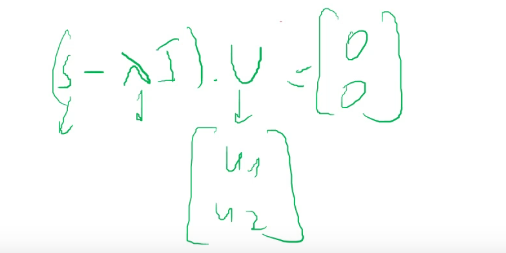 (S - λI) . U = [0
0]
[u1
u2]